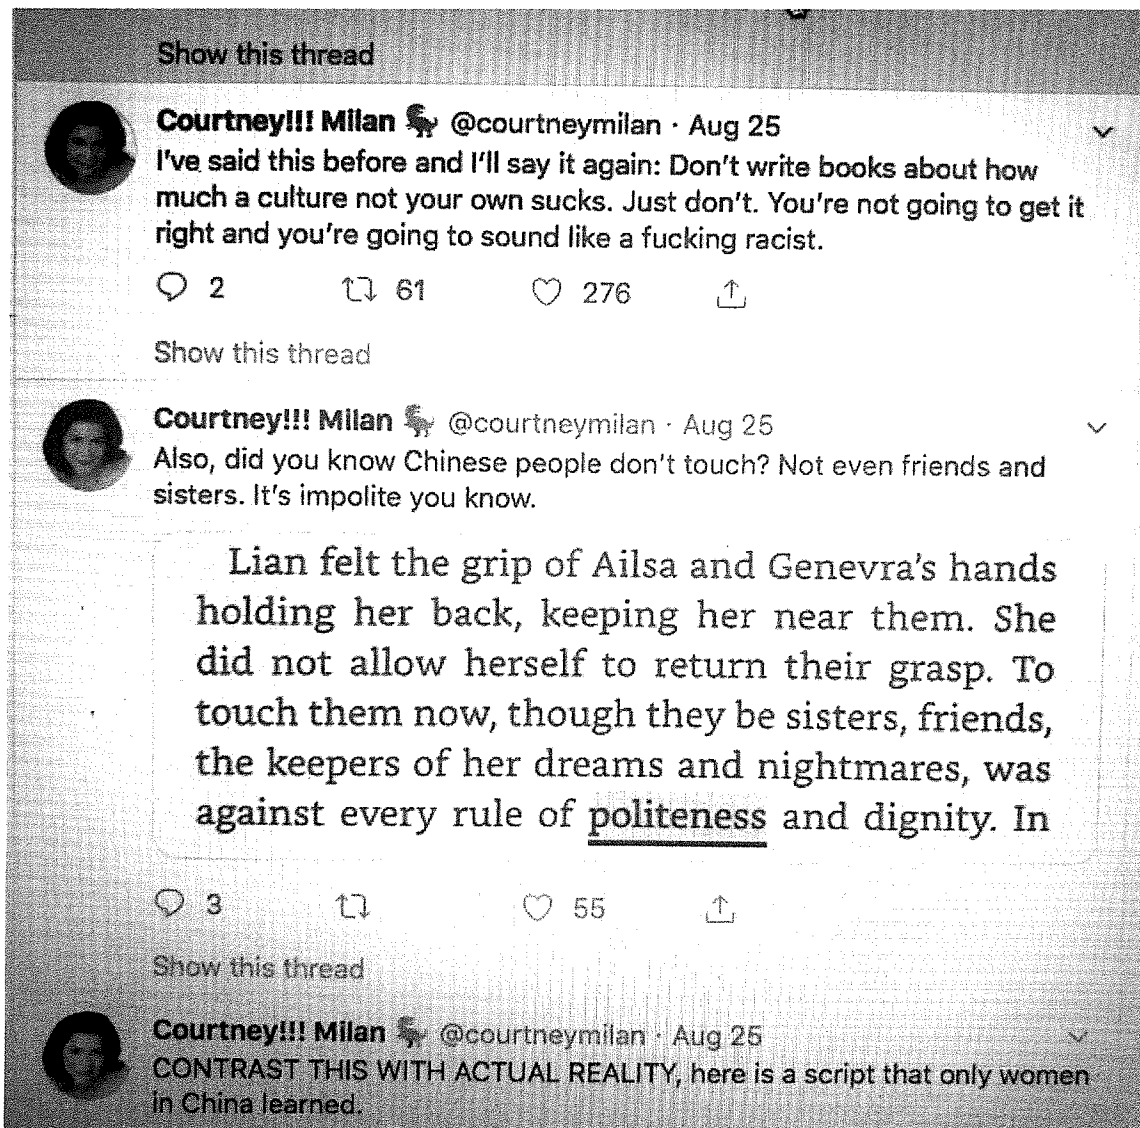 Show this thread
Courtney!!! Milan 🦖 @courtneymilan · Aug 25
I've said this before and I'll say it again: Don't write books about how
much a culture not your own sucks. Just don't. You're not going to get it
right and you're going to sound like a fucking racist.
2 61 276
Show this thread
Courtney!!! Milan 🦖 @courtneymilan · Aug 25
Also, did you know Chinese people don't touch? Not even friends and
sisters. It's impolite you know.
Lian felt the grip of Ailsa and Genevra's hands
holding her back, keeping her near them. She
did not allow herself to return their grasp. To
touch them now, though they be sisters, friends,
the keepers of her dreams and nightmares, was
against every rule of politeness and dignity. In
3 55
Show this thread
Courtney!!! Milan 🦖 @courtneymilan · Aug 25
CONTRAST THIS WITH ACTUAL REALITY, here is a script that only women
in China learned.